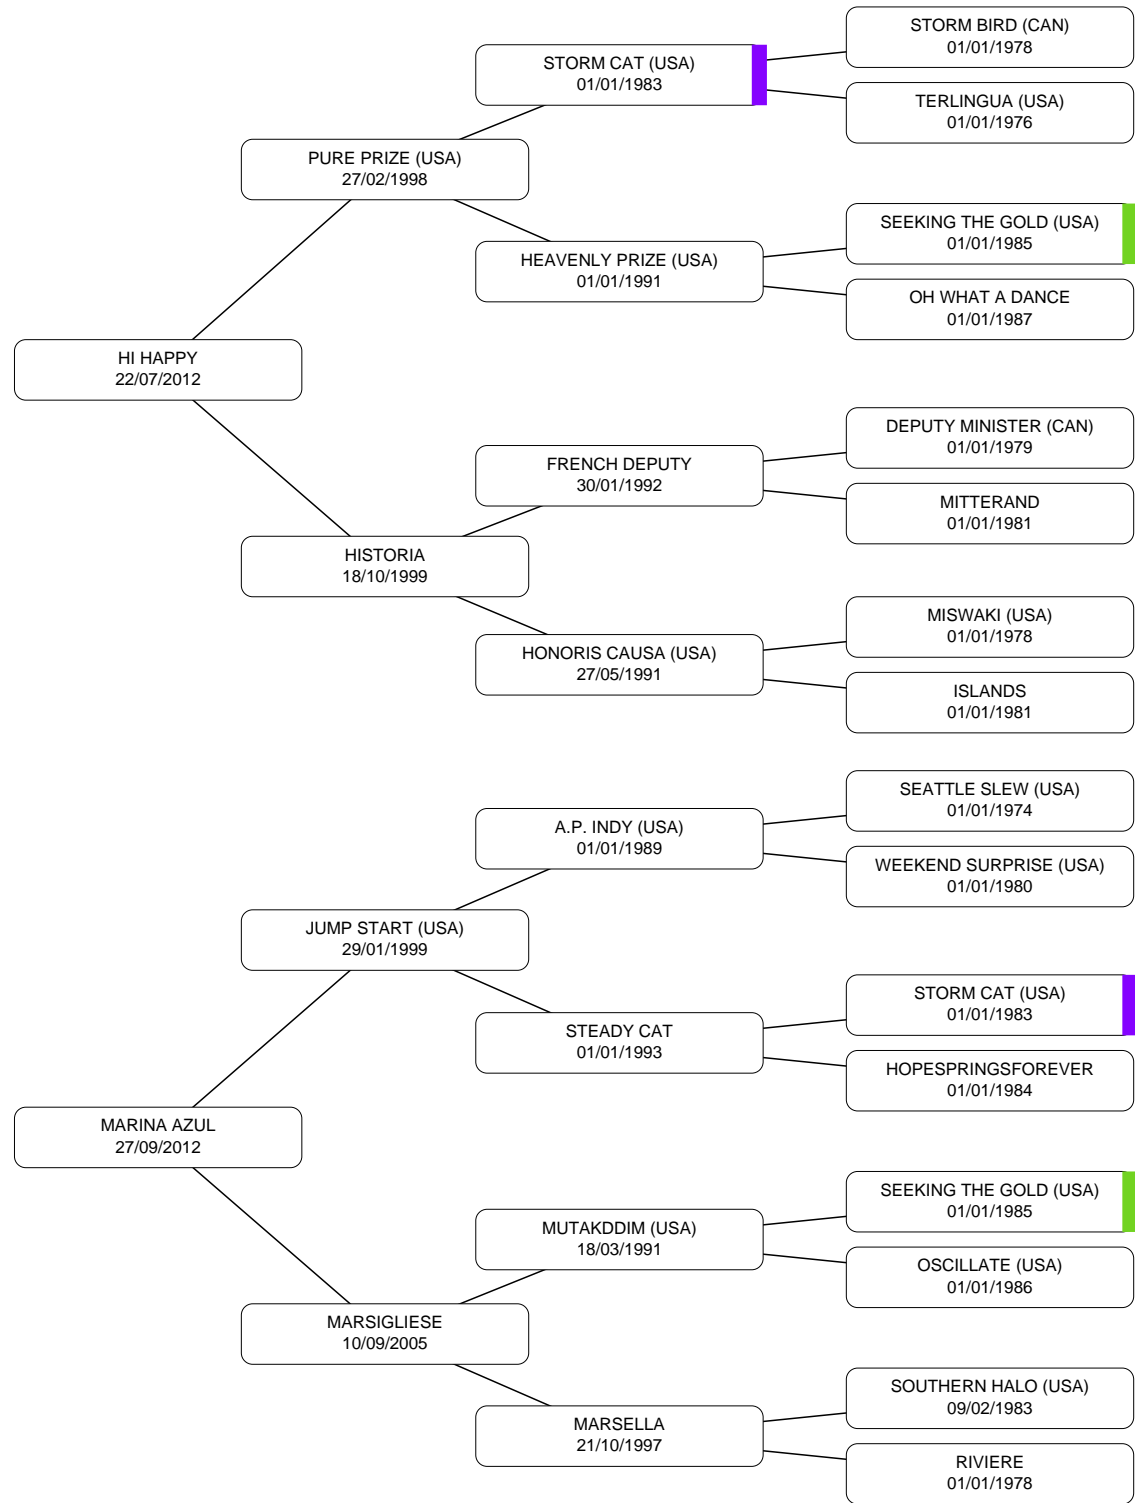 STORM BIRD (CAN)
01/01/1978
STORM CAT (USA)
01/01/1983
TERLINGUA (USA)
01/01/1976
PURE PRIZE (USA)
27/02/1998
SEEKING THE GOLD (USA)
01/01/1985
HEAVENLY PRIZE (USA)
01/01/1991
OH WHAT A DANCE
01/01/1987
HI HAPPY
22/07/2012
DEPUTY MINISTER (CAN)
01/01/1979
FRENCH DEPUTY
30/01/1992
MITTERAND
01/01/1981
HISTORIA
18/10/1999
MISWAKI (USA)
01/01/1978
HONORIS CAUSA (USA)
27/05/1991
ISLANDS
01/01/1981
SEATTLE SLEW (USA)
01/01/1974
A.P. INDY (USA)
01/01/1989
WEEKEND SURPRISE (USA)
01/01/1980
JUMP START (USA)
29/01/1999
STORM CAT (USA)
01/01/1983
STEADY CAT
01/01/1993
HOPESPRINGSFOREVER
01/01/1984
MARINA AZUL
27/09/2012
SEEKING THE GOLD (USA)
01/01/1985
MUTAKDDIM (USA)
18/03/1991
OSCILLATE (USA)
01/01/1986
MARSIGLIESE
10/09/2005
SOUTHERN HALO (USA)
09/02/1983
MARSELLA
21/10/1997
RIVIERE
01/01/1978